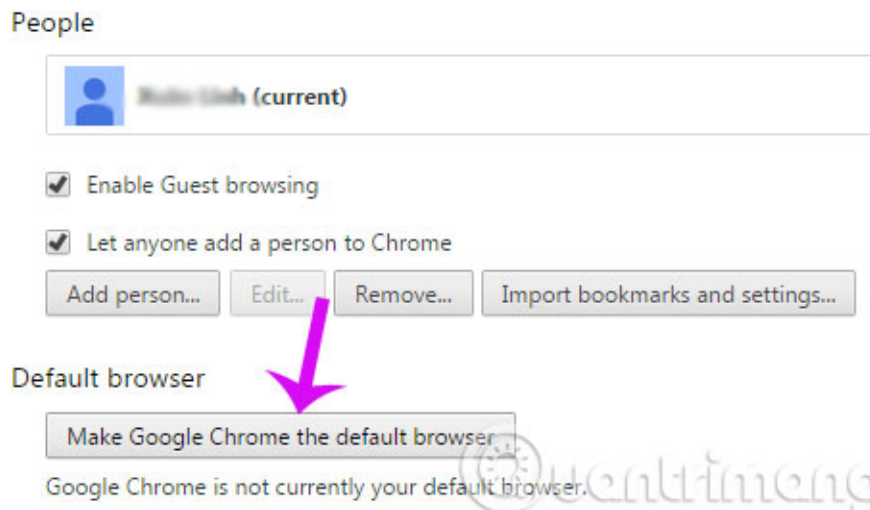 People
(current)
Enable Guest browsing
Let anyone add a person to Chrome
Add person... Edit... Remove... Import bookmarks and settings...
Default browser
Make Google Chrome the default browser
Google Chrome is not currently your default browser.
Quantrimang